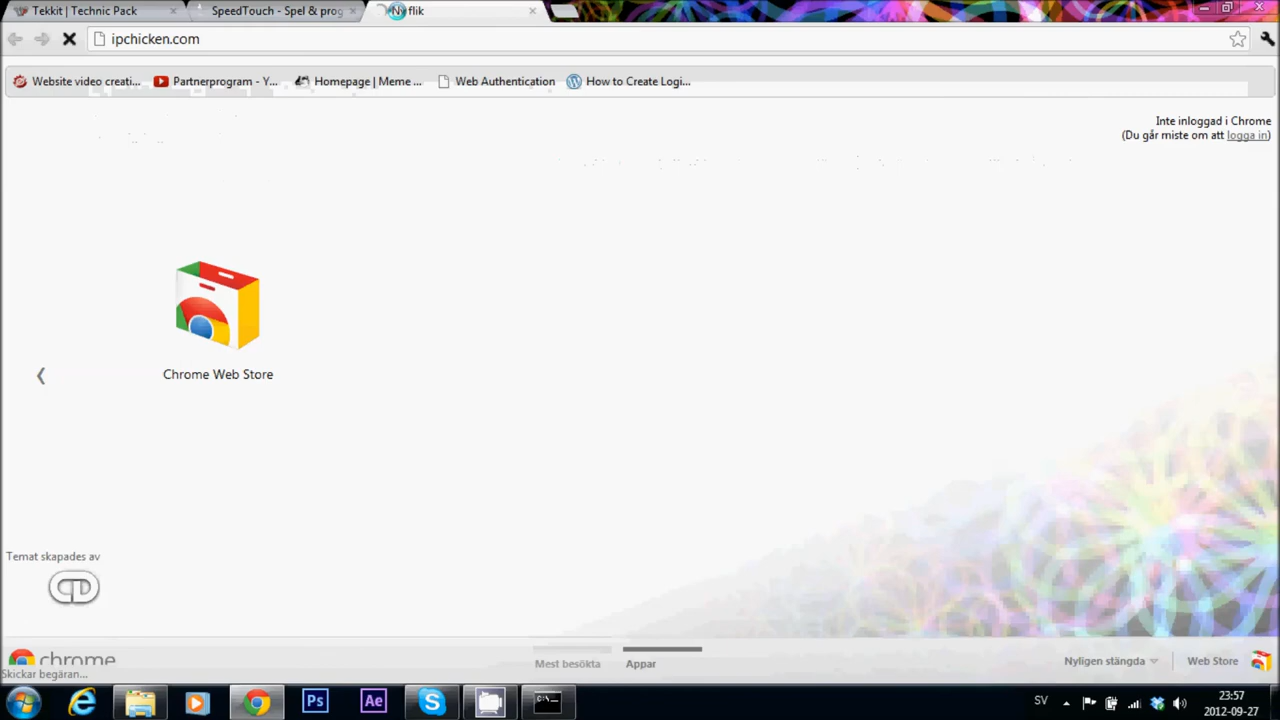 Tekkit | Technic Pack
SpeedTouch - Spel & prog
Ny flik
ipchicken.com
Website video creati...
Partnerprogram - Y...
Homepage | Meme ...
Web Authentication
How to Create Logi...
Inte inloggad i Chrome
(Du går miste om att logga in)
Chrome Web Store
Temat skapades av
chrome
Skickar begäran...
Mest besökta
Appar
Nyligen stängda
Web Store
Ps
Ae
C:\
SV
23:57
2012-09-27